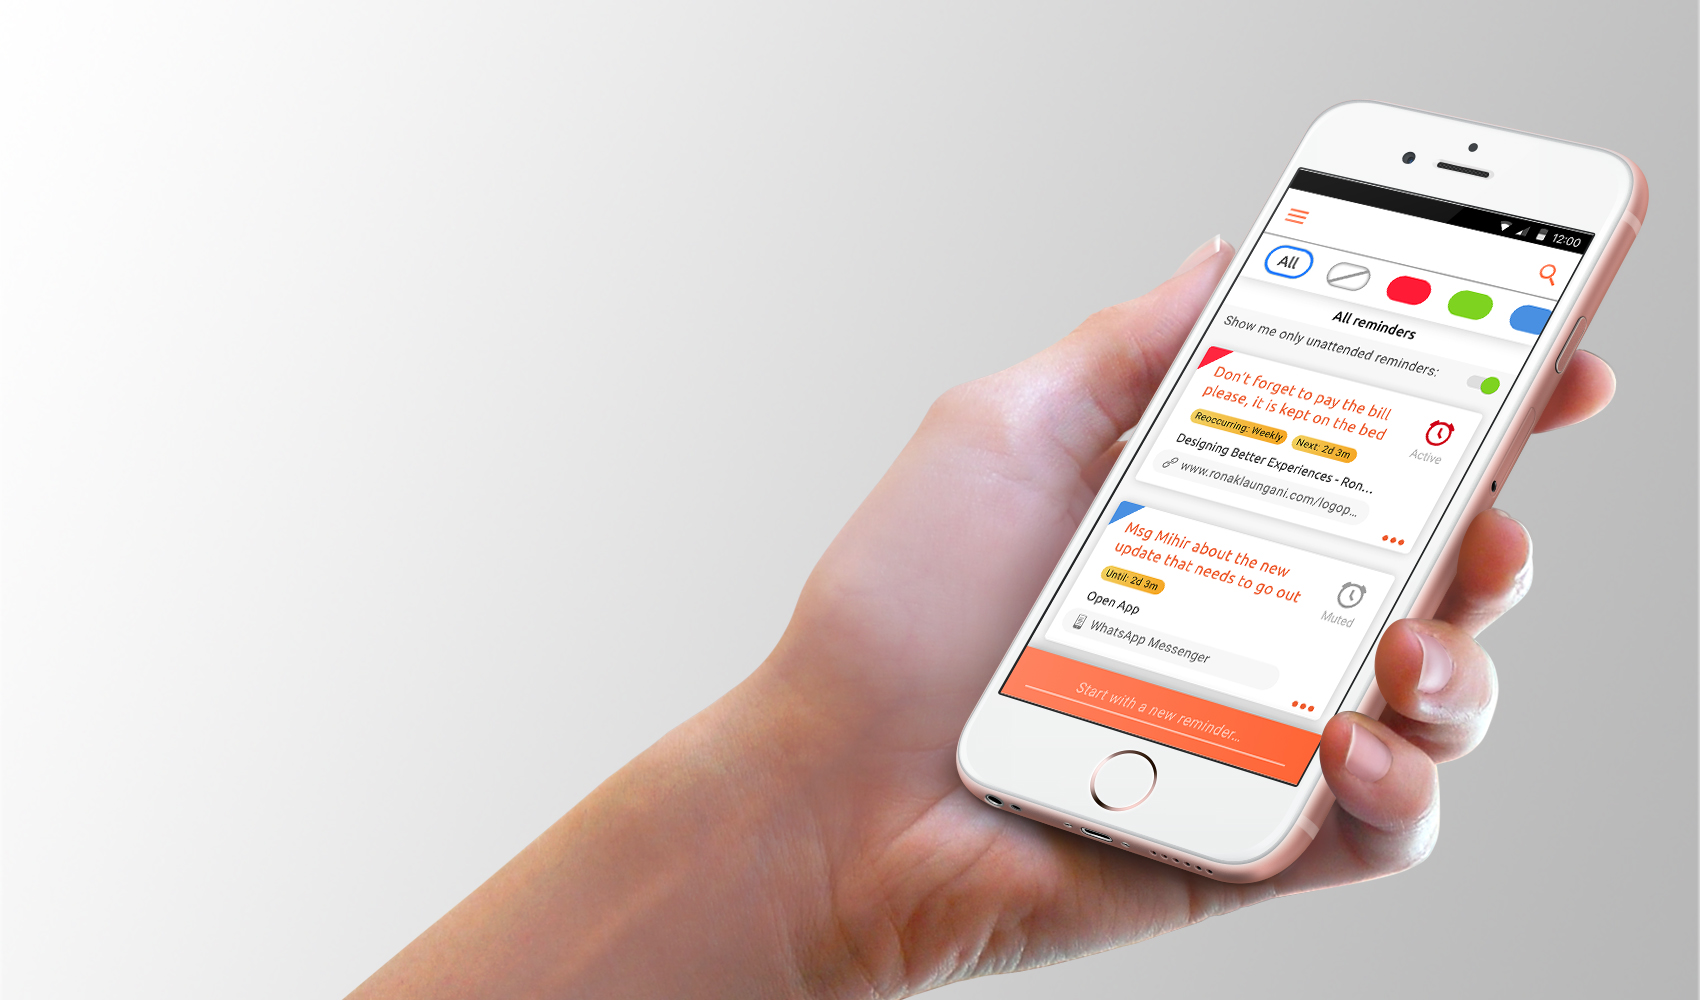 12:00
All
All reminders
Show me only unattended reminders:
Don't forget to pay the bill
please, it is kept on the bed
Reoccurring: Weekly
Next: 2d 3m
Active
Designing Better Experiences - Ron...
www.ronaklaungani.com/logop...
Msg Mihir about the new
update that needs to go out
Until: 2d 3m
Muted
Open App
WhatsApp Messenger
Start with a new reminder...